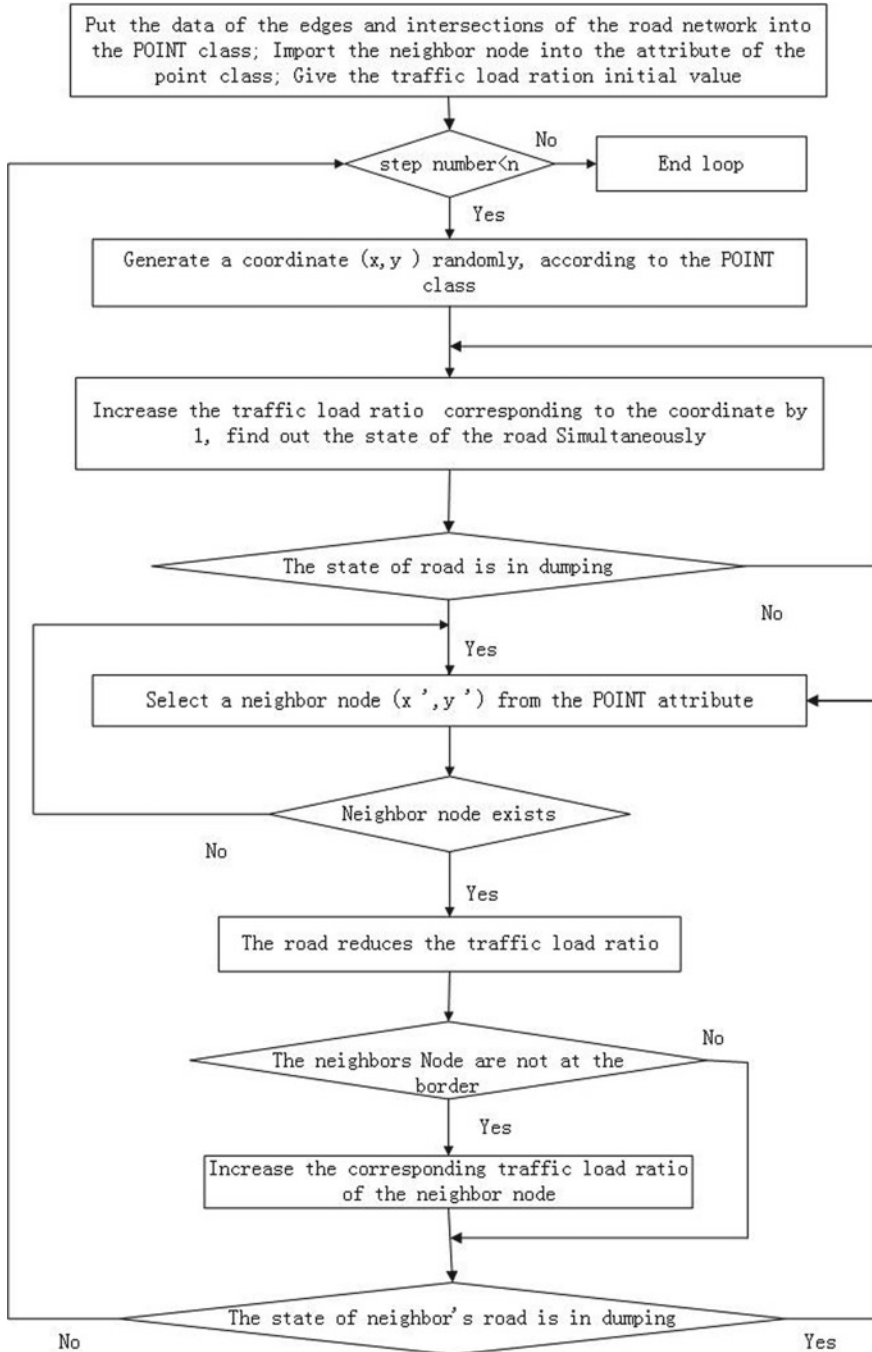 Put the data of the edges and intersections of the road network into
the POINT class; Import the neighbor node into the attribute of the
point class; Give the traffic load ration initial value
No
step number<n
End loop
Yes
Generate a coordinate (x,y ) randomly, according to the POINT
class
Increase the traffic load ratio corresponding to the coordinate by
1, find out the state of the road Simultaneously
The state of road is in dumping
No
Yes
Select a neighbor node (x’,y’) from the POINT attribute
Neighbor node exists
No
Yes
The road reduces the traffic load ratio
No
The neighbors Node are not at the
border
Yes
Increase the corresponding traffic load ratio
of the neighbor node
The state of neighbor's road is in dumping
No
Yes